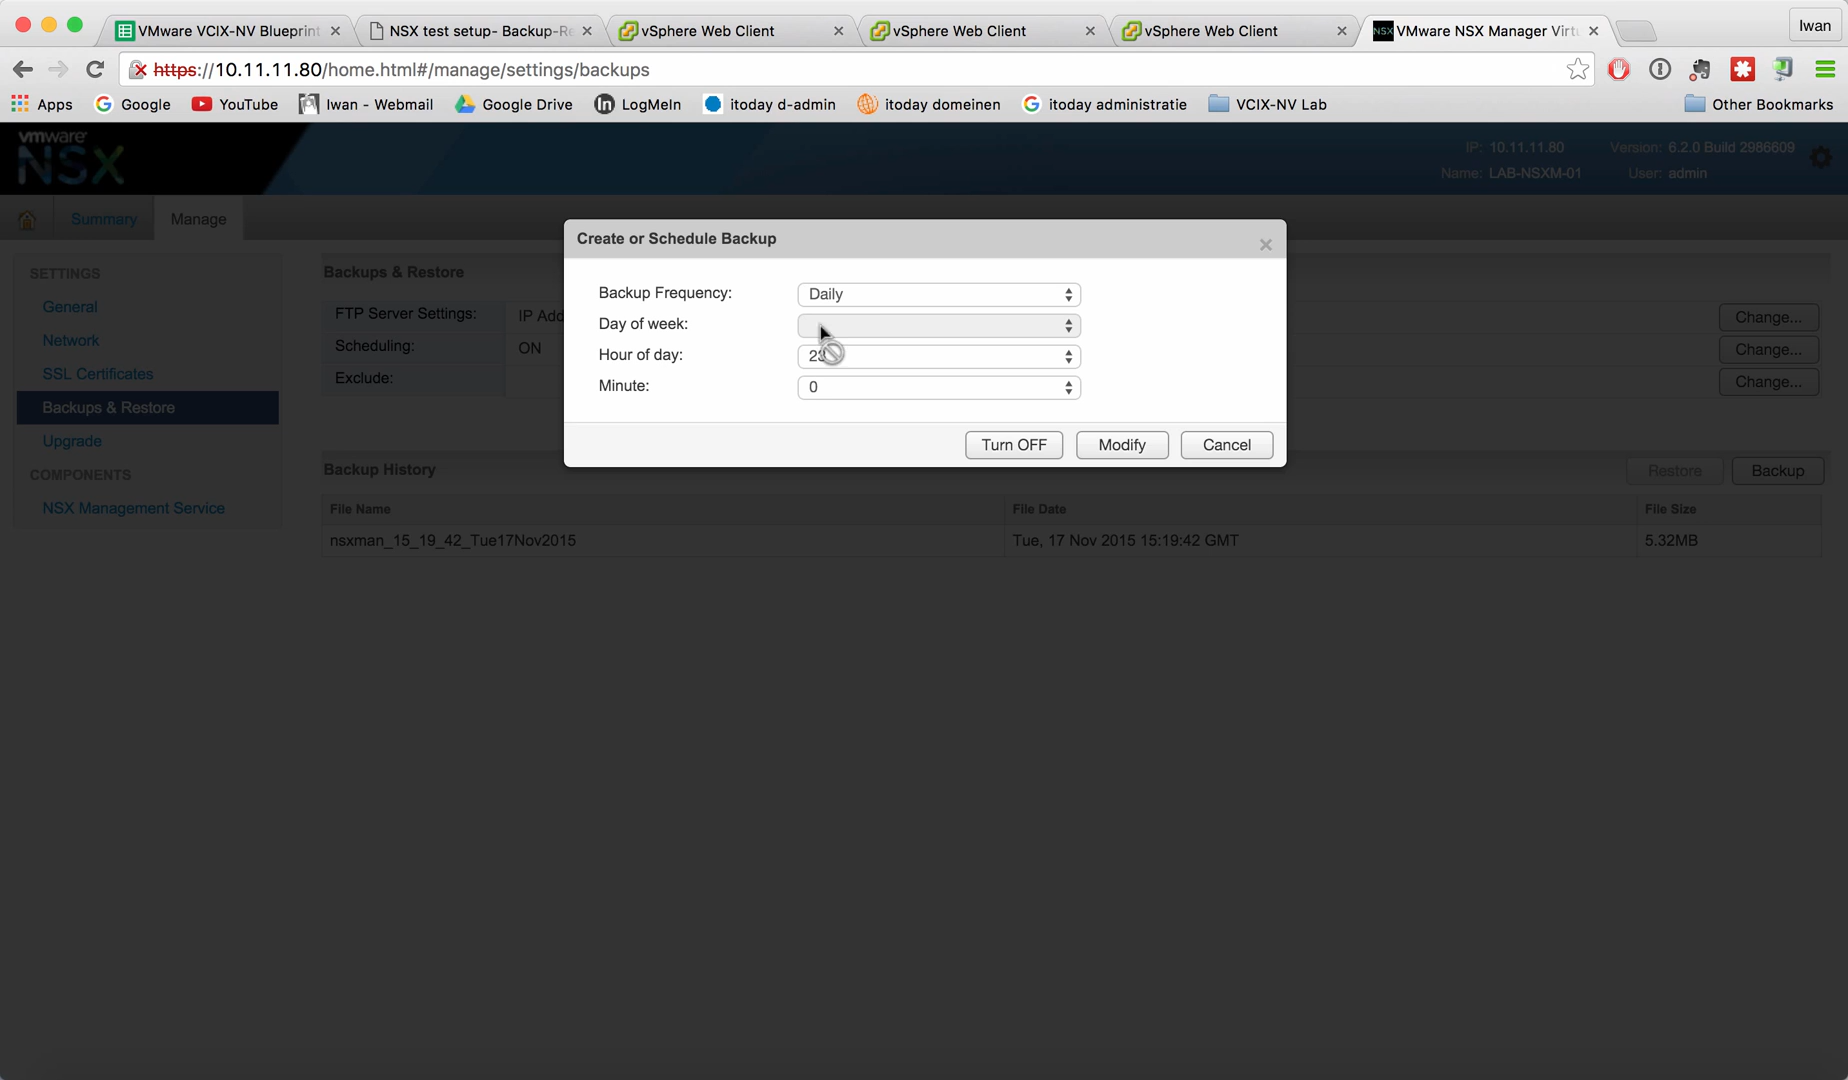 VMware VCIX-NV Blueprint
NSX test setup- Backup-Re
vSphere Web Client
vSphere Web Client
vSphere Web Client
VMware NSX Manager Virtu
Iwan
https://10.11.11.80/home.html#/manage/settings/backups
Apps
Google
YouTube
Iwan - Webmail
Google Drive
LogMeIn
itoday d-admin
itoday domeinen
itoday administratie
VCIX-NV Lab
Other Bookmarks
vmware
NSX
IP: 10.11.11.80
Version: 6.2.0 Build 2986609
Name: LAB-NSXM-01
User: admin
Summary
Manage
SETTINGS
General
Network
SSL Certificates
Backups & Restore
Upgrade
COMPONENTS
NSX Management Service
Backups & Restore
FTP Server Settings:
IP Add
Change...
Scheduling:
ON
Change...
Exclude:
Change...
Create or Schedule Backup
Backup Frequency:
Daily
Day of week:
Hour of day:
23
Minute:
0
Turn OFF
Modify
Cancel
Backup History
Restore
Backup
File Name
File Date
File Size
nsxman_15_19_42_Tue17Nov2015
Tue, 17 Nov 2015 15:19:42 GMT
5.32MB